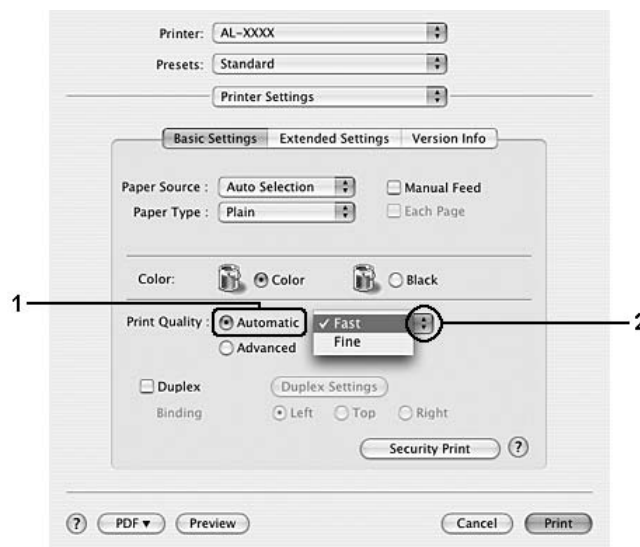 Printer: AL-XXXX
Presets: Standard
Printer Settings
Basic Settings Extended Settings Version Info
Paper Source : Auto Selection Manual Feed
Paper Type : Plain Each Page
Color: Color Black
1
Print Quality : Automatic ✓ Fast 2
Advanced Fine
Duplex Duplex Settings
Binding Left Top Right
Security Print ?
? PDF ▼ Preview Cancel Print